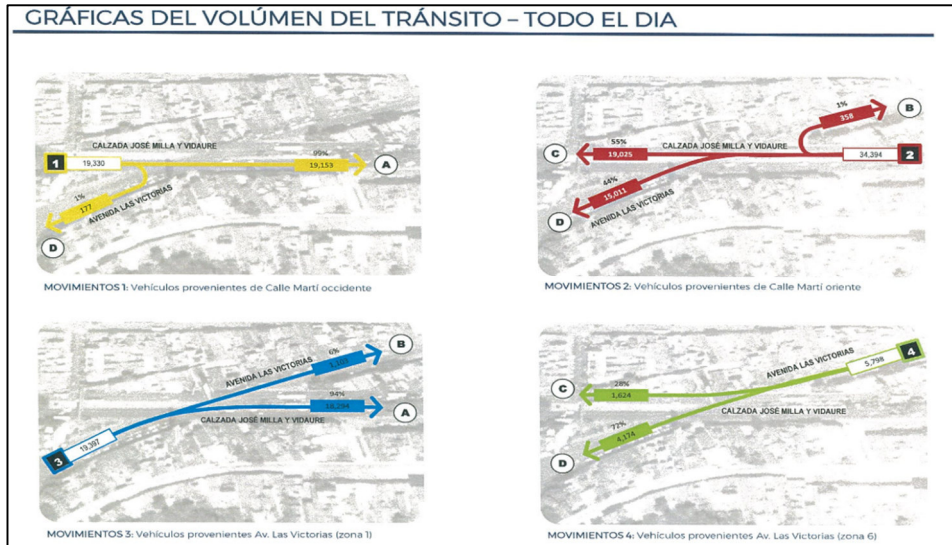 GRÁFICAS DEL VOLÚMEN DEL TRÁNSITO – TODO EL DIA
CALZADA JOSÉ MILLA Y VIDAURE
1
19,330
99%
19,153
A
1%
177
AVENIDA LAS VICTORIAS
D
MOVIMIENTOS 1: Vehículos provenientes de Calle Martí occidente
1%
358
B
55%
CALZADA JOSÉ MILLA Y VIDAURE
C
19,025
34,394
2
44%
15,011
AVENIDA LAS VICTORIAS
D
MOVIMIENTOS 2: Vehículos provenientes de Calle Martí oriente
B
6%
AVENIDA LAS VICTORIAS
94%
A
CALZADA JOSÉ MILLA Y VIDAURE
19,397
3
MOVIMIENTOS 3: Vehículos provenientes Av. Las Victorias (zona 1)
4
AVENIDA LAS VICTORIAS
5,798
28%
C
1,624
CALZADA JOSÉ MILLA Y VIDAURE
72%
4,174
D
MOVIMIENTOS 4: Vehículos provenientes Av. Las Victorias (zona 6)